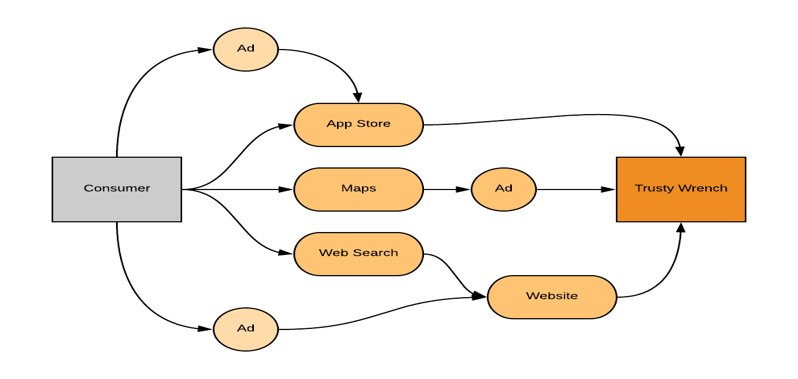 Ad
App Store
Consumer
Maps
Ad
Trusty Wrench
Web Search
Website
Ad